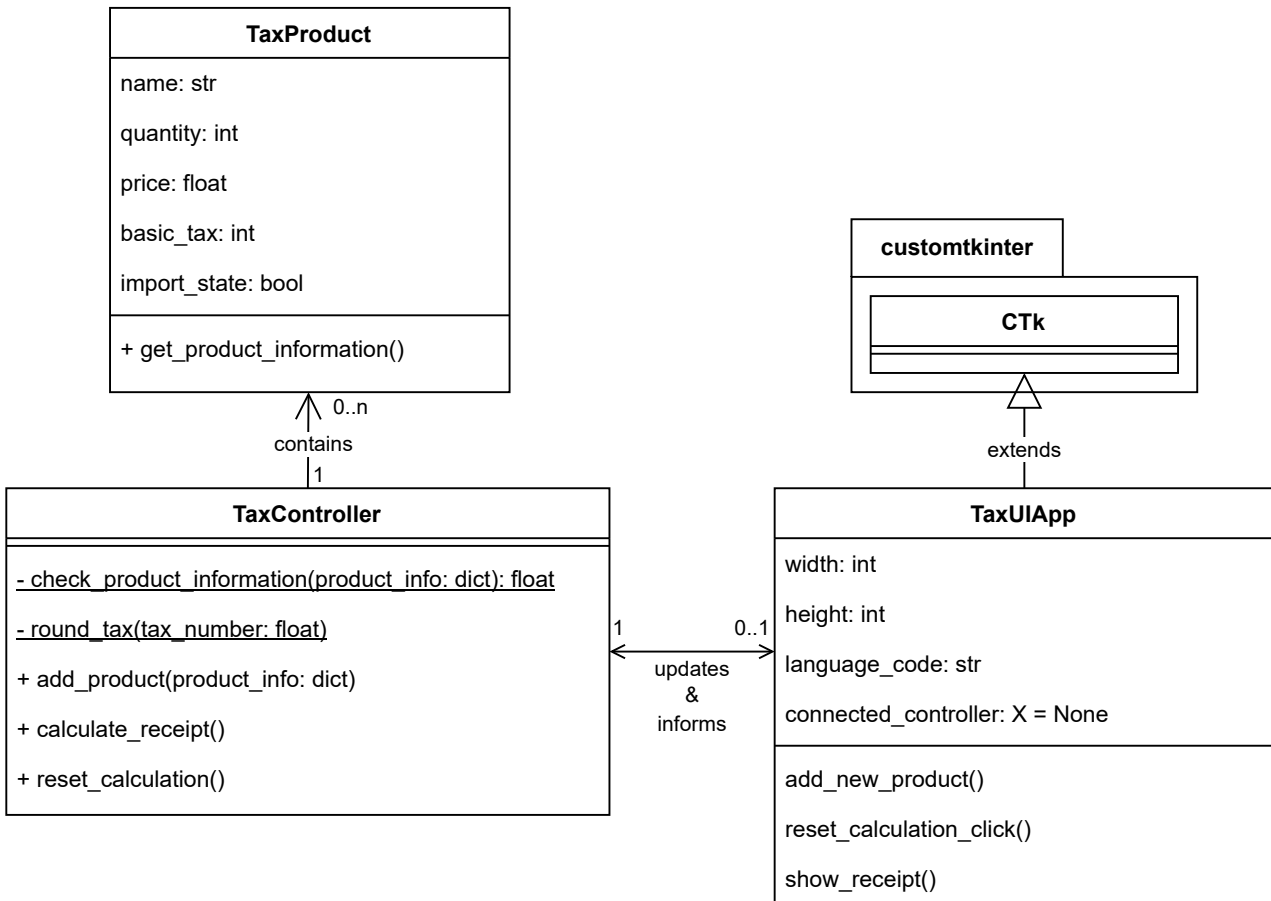 TaxProduct
name: str
quantity: int
price: float
basic_tax: int
import_state: bool
+ get_product_information()
customtkinter
CTk
0..n
contains
1
extends
TaxController
- check_product_information(product_info: dict): float
- round_tax(tax_number: float)
+ add_product(product_info: dict)
+ calculate_receipt()
+ reset_calculation()
1
0..1
updates
&
informs
TaxUIApp
width: int
height: int
language_code: str
connected_controller: X = None
add_new_product()
reset_calculation_click()
show_receipt()